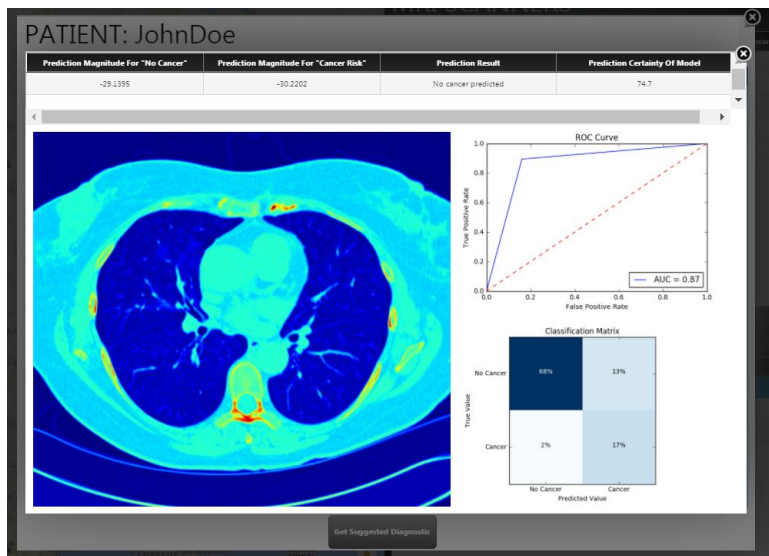 MRI SCANNERS
PATIENT: JohnDoe
Prediction Magnitude For "No Cancer" Prediction Magnitude For "Cancer Risk" Prediction Result Prediction Certainty Of Model
-29.1395 -30.2202 No cancer predicted 74.7
ROC Curve
1.0
0.8
0.6
0.4
0.2
0.0
True Positive Rate
AUC = 0.87
0.0 0.2 0.4 0.6 0.8 1.0
False Positive Rate
Classification Matrix
No Cancer 68% 13%
True Value
Cancer 2% 17%
No Cancer Cancer
Predicted Value
Get Suggested Diagnostic